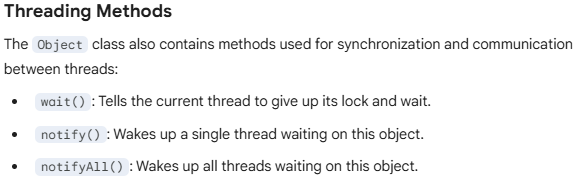 Threading Methods
The Object class also contains methods used for synchronization and communication
between threads:
• wait() : Tells the current thread to give up its lock and wait.
• notify() : Wakes up a single thread waiting on this object.
• notifyAll() : Wakes up all threads waiting on this object.